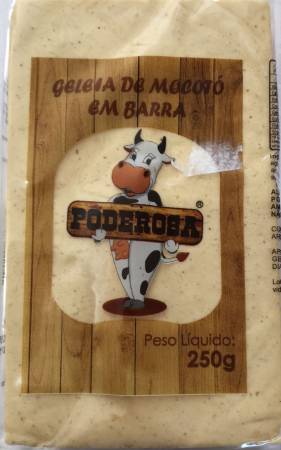 GELEIA DE MOCOTÓ
EM BARRA
PODEROSA®
Peso Líquido:
250g